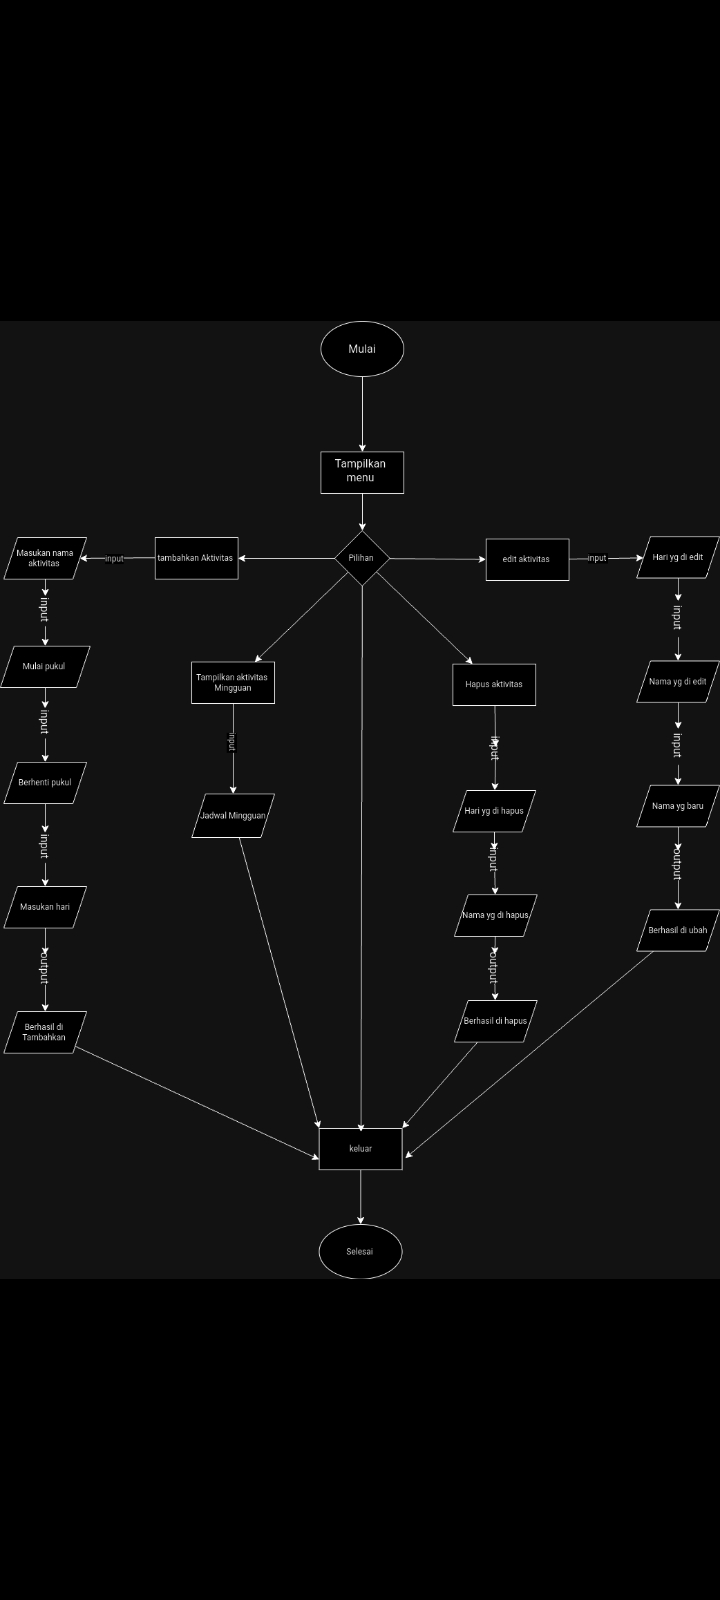 Mulai
Tampilkan
menu
Pilihan
tambahkan Aktivitas
input
Masukan nama
aktivitas
input
Mulai pukul
input
Berhenti pukul
input
Masukan hari
output
Berhasil di
Tambahkan
Tampilkan aktivitas
Mingguan
input
Jadwal Mingguan
Hapus aktivitas
input
Hari yg di hapus
input
Nama yg di hapus
output
Berhasil di hapus
edit aktivitas
input
Hari yg di edit
input
Nama yg di edit
input
Nama yg baru
output
Berhasil di ubah
keluar
Selesai